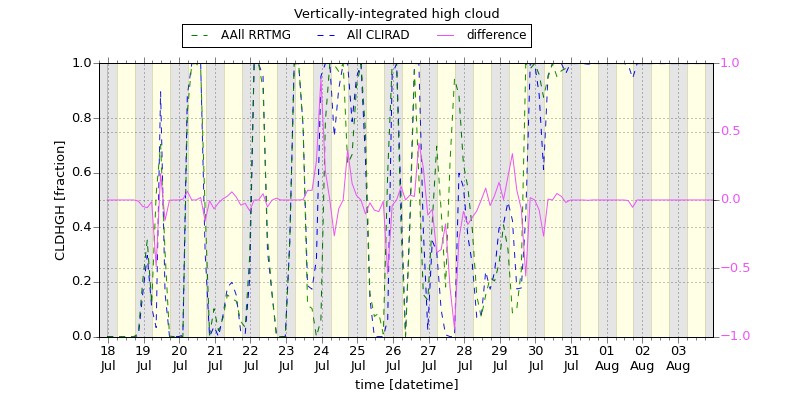 Vertically-integrated high cloud
AAll RRTMG All CLIRAD difference
1.0 1.0
0.8 0.5
0.6 0.0
0.4 −0.5
0.2 −1.0
0.0
CLDHGH [fraction]
18 19 20 21 22 23 24 25 26 27 28 29 30 31 01 02 03
Jul Jul Jul Jul Jul Jul Jul Jul Jul Jul Jul Jul Jul Jul Aug Aug Aug
time [datetime]